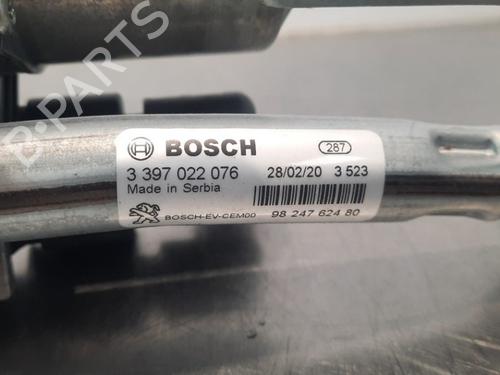 B-PARTS
BOSCH 287
3 397 022 076 28/02/20 3 523
Made in Serbia
BOSCH-EV-CEM00 98 247 624 80